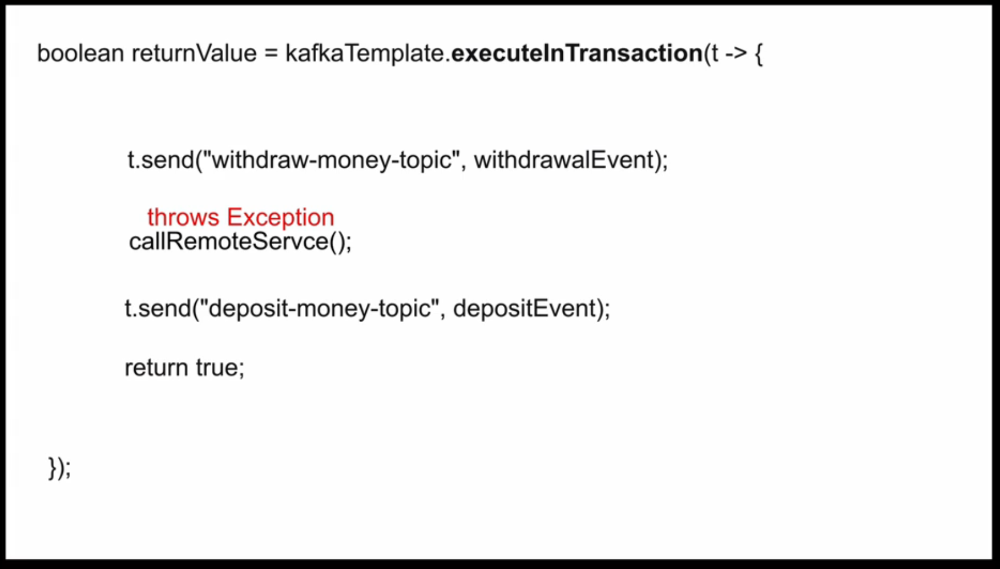 boolean returnValue = kafkaTemplate.executeInTransaction(t -> {
t.send("withdraw-money-topic", withdrawalEvent);
throws Exception
callRemoteServce();
t.send("deposit-money-topic", depositEvent);
return true;
});